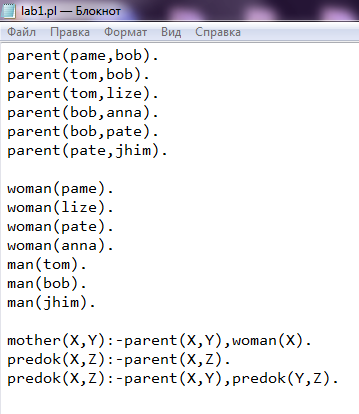 lab1.pl — Блокнот
Файл Правка Формат Вид Справка
parent(pame,bob).
parent(tom,bob).
parent(tom,lize).
parent(bob,anna).
parent(bob,pate).
parent(pate,jhim).
woman(pame).
woman(lize).
woman(pate).
woman(anna).
man(tom).
man(bob).
man(jhim).
mother(X,Y):-parent(X,Y),woman(X).
predok(X,Z):-parent(X,Z).
predok(X,Z):-parent(X,Y),predok(Y,Z).